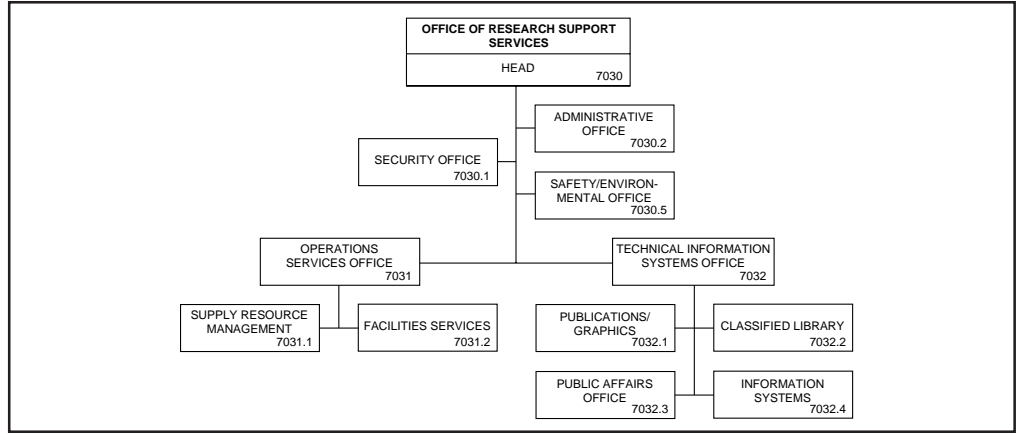 OFFICE OF RESEARCH SUPPORT
SERVICES
HEAD
7030
ADMINISTRATIVE
OFFICE
7030.2
SECURITY OFFICE
7030.1
SAFETY/ENVIRON-
MENTAL OFFICE
7030.5
OPERATIONS
SERVICES OFFICE
7031
TECHNICAL INFORMATION
SYSTEMS OFFICE
7032
SUPPLY RESOURCE
MANAGEMENT
7031.1
FACILITIES SERVICES
7031.2
PUBLICATIONS/
GRAPHICS
7032.1
CLASSIFIED LIBRARY
7032.2
PUBLIC AFFAIRS
OFFICE
7032.3
INFORMATION
SYSTEMS
7032.4